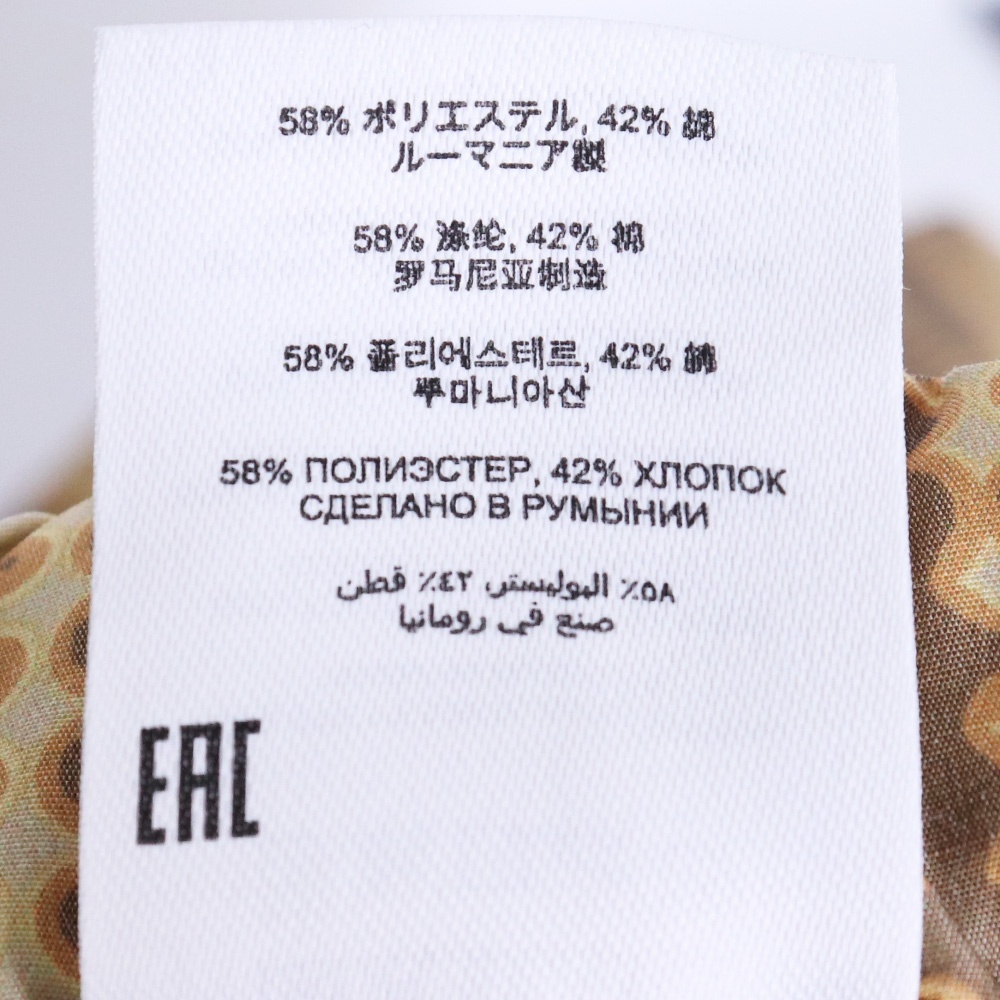 58% ポリエステル, 42% 綿
ルーマニア製
58% 涤纶, 42% 棉
罗马尼亚制造
58% 폴리에스테르, 42% 綿
루마니아산
58% ПОЛИЭСТЕР, 42% ХЛОПОК
СДЕЛАНО В РУМЫНИИ
٥٨٪ البوليستر, ٤٢٪ قطن
صنع في رومانيا
EAC